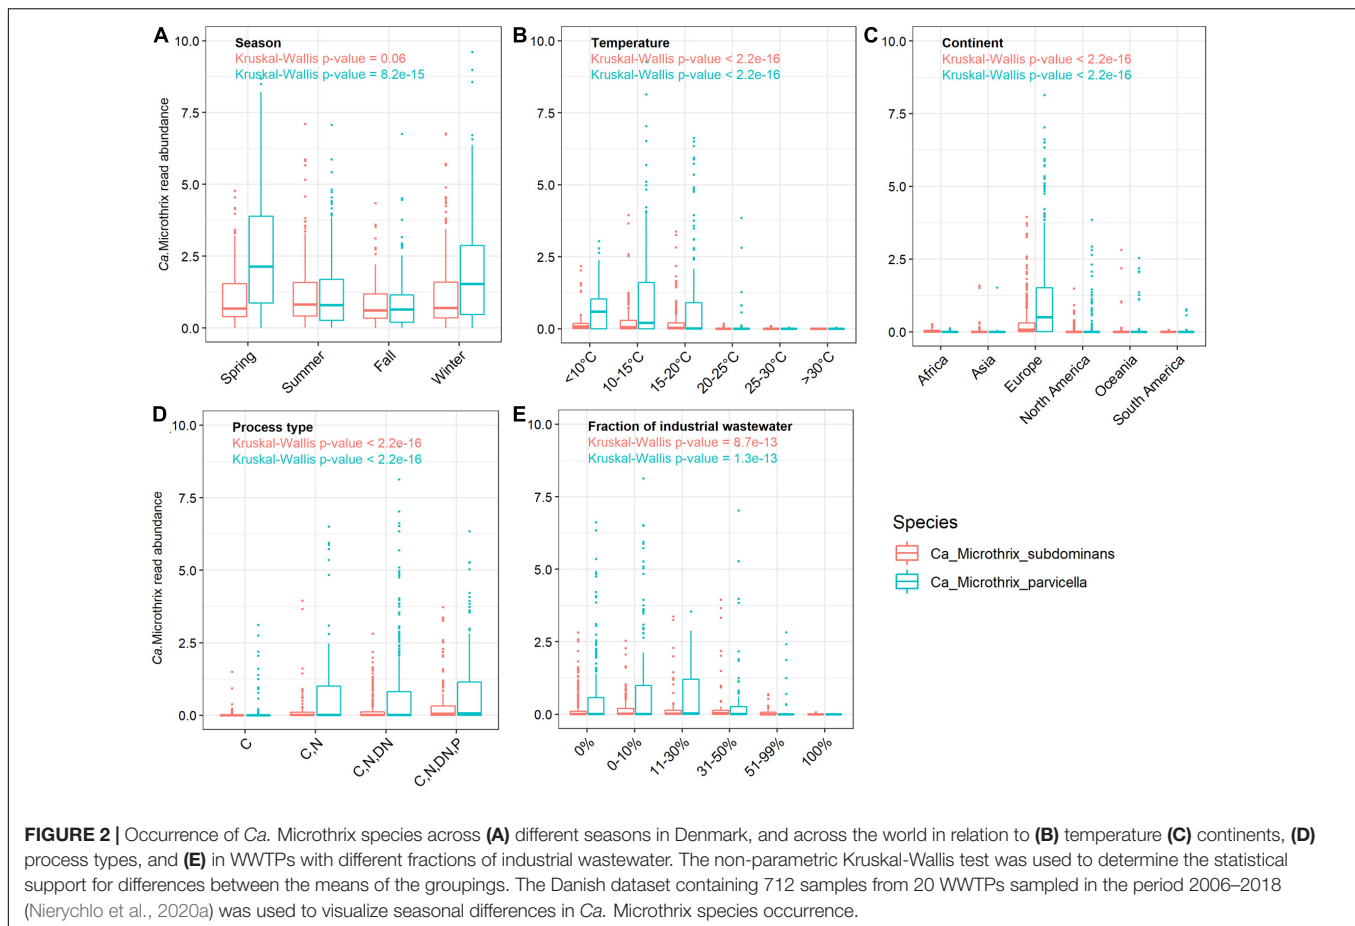 A
Season
Kruskal-Wallis p-value = 0.06
Kruskal-Wallis p-value = 8.2e-15
Ca.Microthrix read abundance
10.0
7.5
5.0
2.5
0.0
Spring
Summer
Fall
Winter
B
Temperature
Kruskal-Wallis p-value < 2.2e-16
Kruskal-Wallis p-value < 2.2e-16
10.0
7.5
5.0
2.5
0.0
<10°C
10-15°C
15-20°C
20-25°C
25-30°C
>30°C
C
Continent
Kruskal-Wallis p-value < 2.2e-16
Kruskal-Wallis p-value < 2.2e-16
10.0
7.5
5.0
2.5
0.0
Africa
Asia
Europe
North America
Oceania
South America
D
Process type
Kruskal-Wallis p-value < 2.2e-16
Kruskal-Wallis p-value < 2.2e-16
Ca.Microthrix read abundance
10.0
7.5
5.0
2.5
0.0
C
C,N
C,N,DN
C,N,DN,P
E
Fraction of industrial wastewater
Kruskal-Wallis p-value = 8.7e-13
Kruskal-Wallis p-value = 1.3e-13
10.0
7.5
5.0
2.5
0.0
0%
0-10%
11-30%
31-50%
51-99%
100%
Species
Ca_Microthrix_subdominans
Ca_Microthrix_parvicella
FIGURE 2 | Occurrence of Ca. Microthrix species across (A) different seasons in Denmark, and across the world in relation to (B) temperature (C) continents, (D)
process types, and (E) in WWTPs with different fractions of industrial wastewater. The non-parametric Kruskal-Wallis test was used to determine the statistical
support for differences between the means of the groupings. The Danish dataset containing 712 samples from 20 WWTPs sampled in the period 2006–2018
(Nierychlo et al., 2020a) was used to visualize seasonal differences in Ca. Microthrix species occurrence.